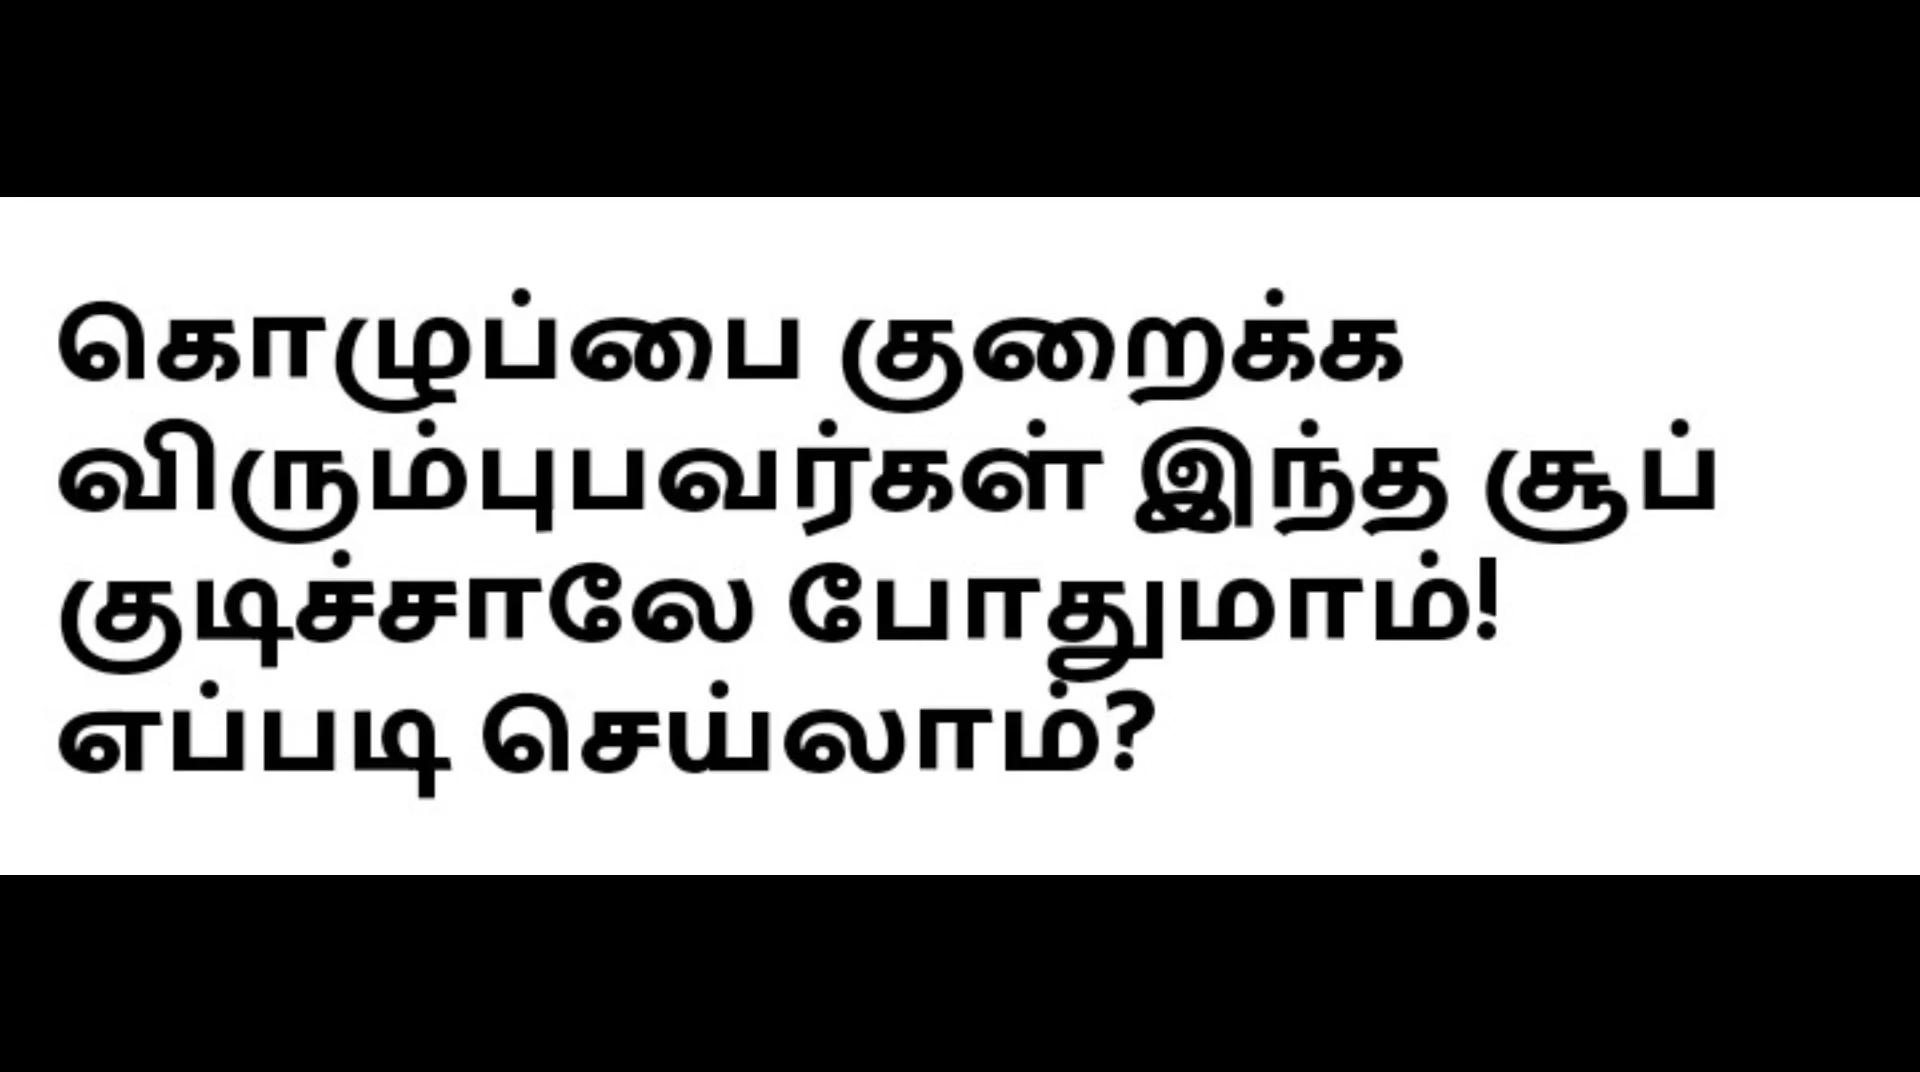 கொழுப்பை குறைக்க
விரும்புபவர்கள் இந்த சூப்
குடிச்சாலே போதுமாம்!
எப்படி செய்லாம்?